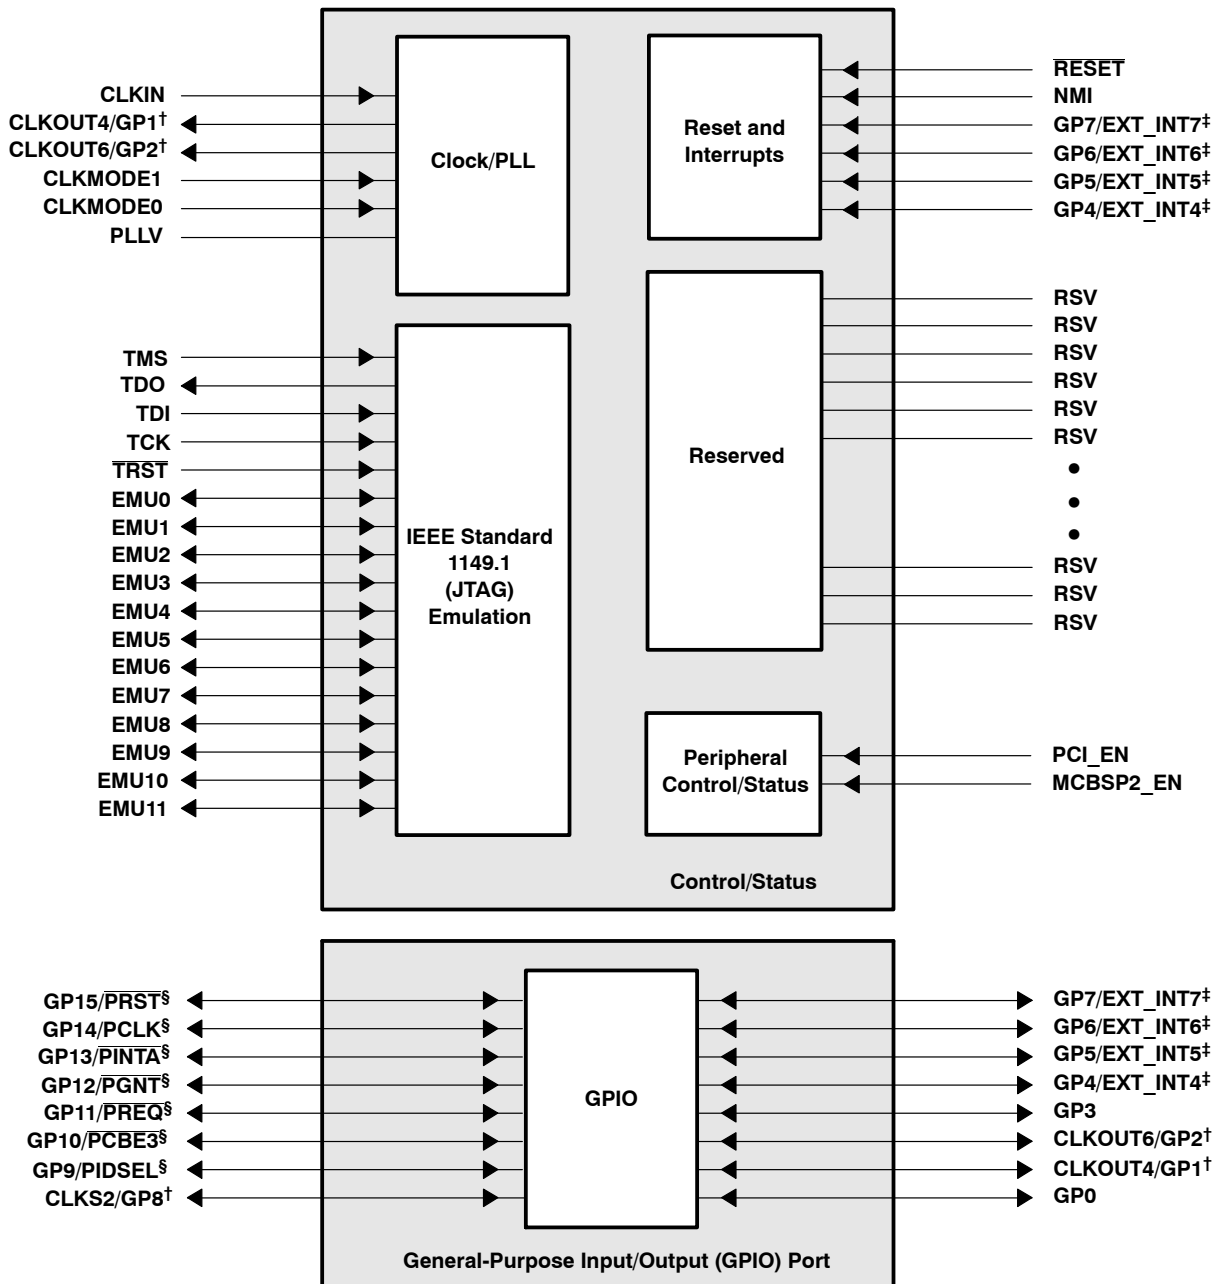 CLKIN
CLKOUT4/GP1†
CLKOUT6/GP2†
CLKMODE1
CLKMODE0
PLLV
Clock/PLL
Reset and
Interrupts
RESET
NMI
GP7/EXT_INT7‡
GP6/EXT_INT6‡
GP5/EXT_INT5‡
GP4/EXT_INT4‡
TMS
TDO
TDI
TCK
TRST
EMU0
EMU1
EMU2
EMU3
EMU4
EMU5
EMU6
EMU7
EMU8
EMU9
EMU10
EMU11
IEEE Standard
1149.1
(JTAG)
Emulation
Reserved
RSV
RSV
RSV
RSV
RSV
RSV
RSV
RSV
RSV
Peripheral
Control/Status
PCI_EN
MCBSP2_EN
Control/Status
GP15/PRST§
GP14/PCLK§
GP13/PINTA§
GP12/PGNT§
GP11/PREQ§
GP10/PCBE3§
GP9/PIDSEL§
CLKS2/GP8†
GPIO
GP7/EXT_INT7‡
GP6/EXT_INT6‡
GP5/EXT_INT5‡
GP4/EXT_INT4‡
GP3
CLKOUT6/GP2†
CLKOUT4/GP1†
GP0
General-Purpose Input/Output (GPIO) Port